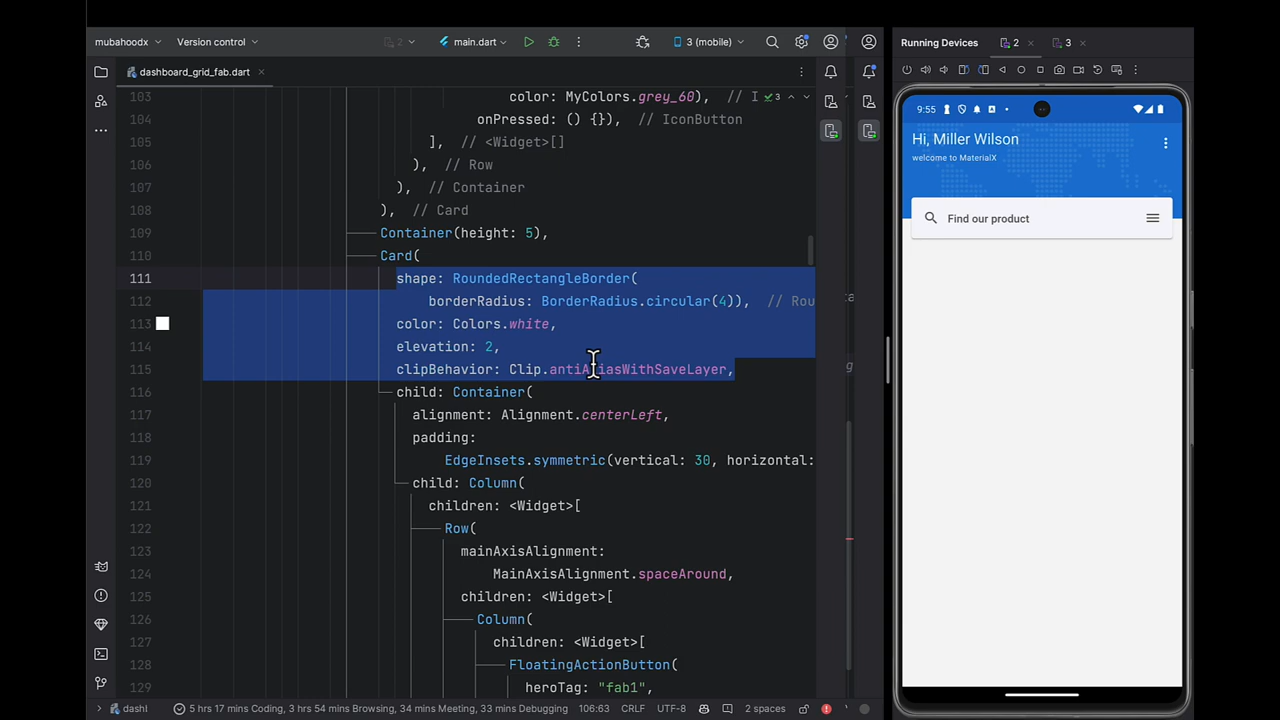 mubahoodx
Version control
2
main.dart
3 (mobile)
Running Devices
2
3
dashboard_grid_fab.dart
103 color: MyColors.grey_60), // I
3
104 onPressed: () {}), // IconButton
105 ], // <Widget>[]
106 ), // Row
107 ), // Container
108 ), // Card
109 Container(height: 5),
110 Card(
111 shape: RoundedRectangleBorder(
112 borderRadius: BorderRadius.circular(4)), // Rou
113 color: Colors.white,
114 elevation: 2,
115 clipBehavior: Clip.antiAliasWithSaveLayer,
116 child: Container(
117 alignment: Alignment.centerLeft,
118 padding:
119 EdgeInsets.symmetric(vertical: 30, horizontal:
120 child: Column(
121 children: <Widget>[
122 Row(
123 mainAxisAlignment:
124 MainAxisAlignment.spaceAround,
125 children: <Widget>[
126 Column(
127 children: <Widget>[
128 FloatingActionButton(
129 heroTag: "fab1",
9:55
Hi, Miller Wilson
welcome to MaterialX
Find our product
dashl
5 hrs 17 mins Coding, 3 hrs 54 mins Browsing, 34 mins Meeting, 33 mins Debugging
106:63
CRLF
UTF-8
2 spaces